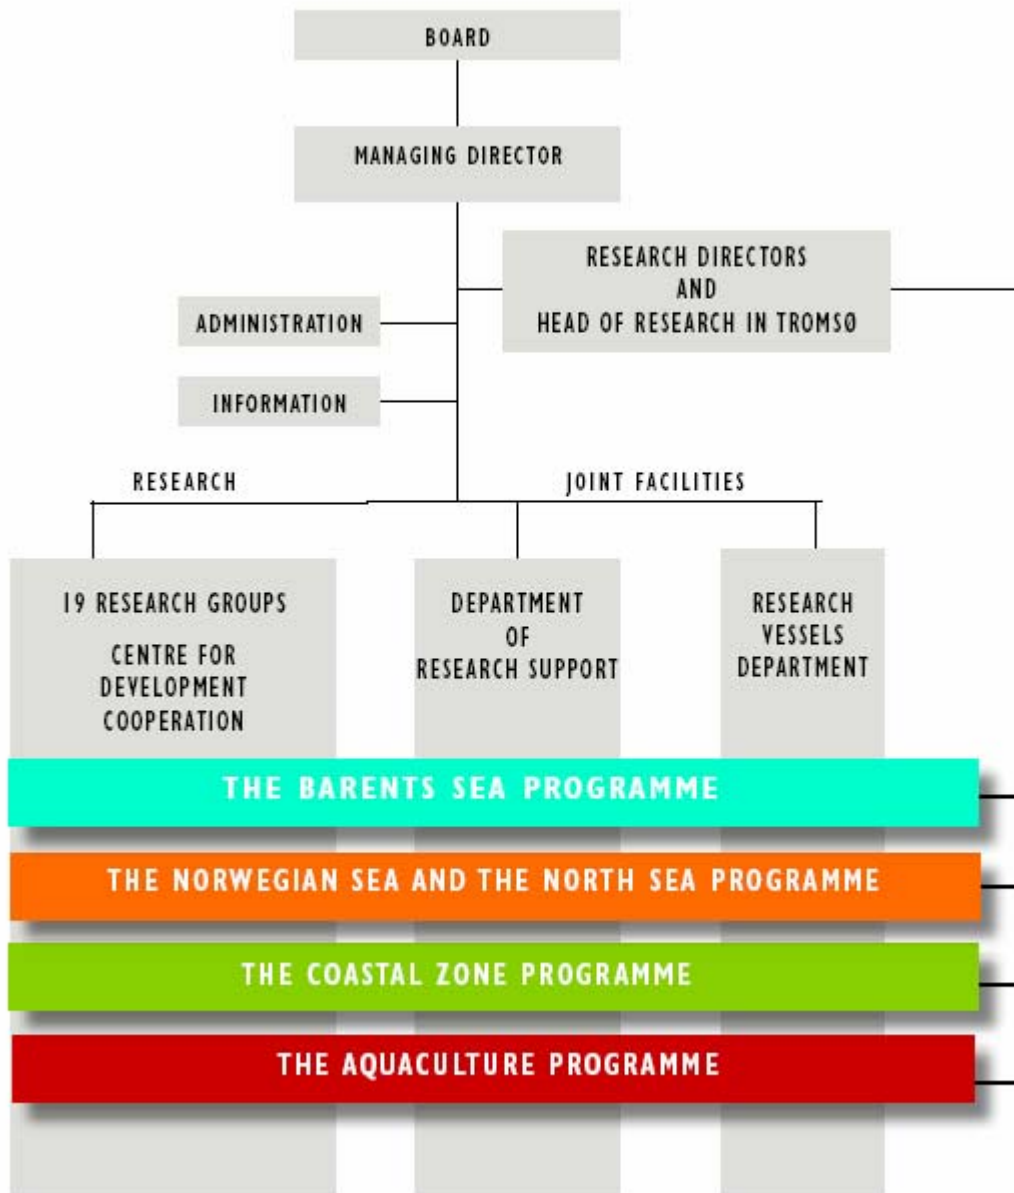 BOARD
MANAGING DIRECTOR
RESEARCH DIRECTORS
AND
HEAD OF RESEARCH IN TROMSØ
ADMINISTRATION
INFORMATION
RESEARCH
JOINT FACILITIES
19 RESEARCH GROUPS
CENTRE FOR
DEVELOPMENT
COOPERATION
DEPARTMENT
OF
RESEARCH SUPPORT
RESEARCH
VESSELS
DEPARTMENT
THE BARENTS SEA PROGRAMME
THE NORWEGIAN SEA AND THE NORTH SEA PROGRAMME
THE COASTAL ZONE PROGRAMME
THE AQUACULTURE PROGRAMME